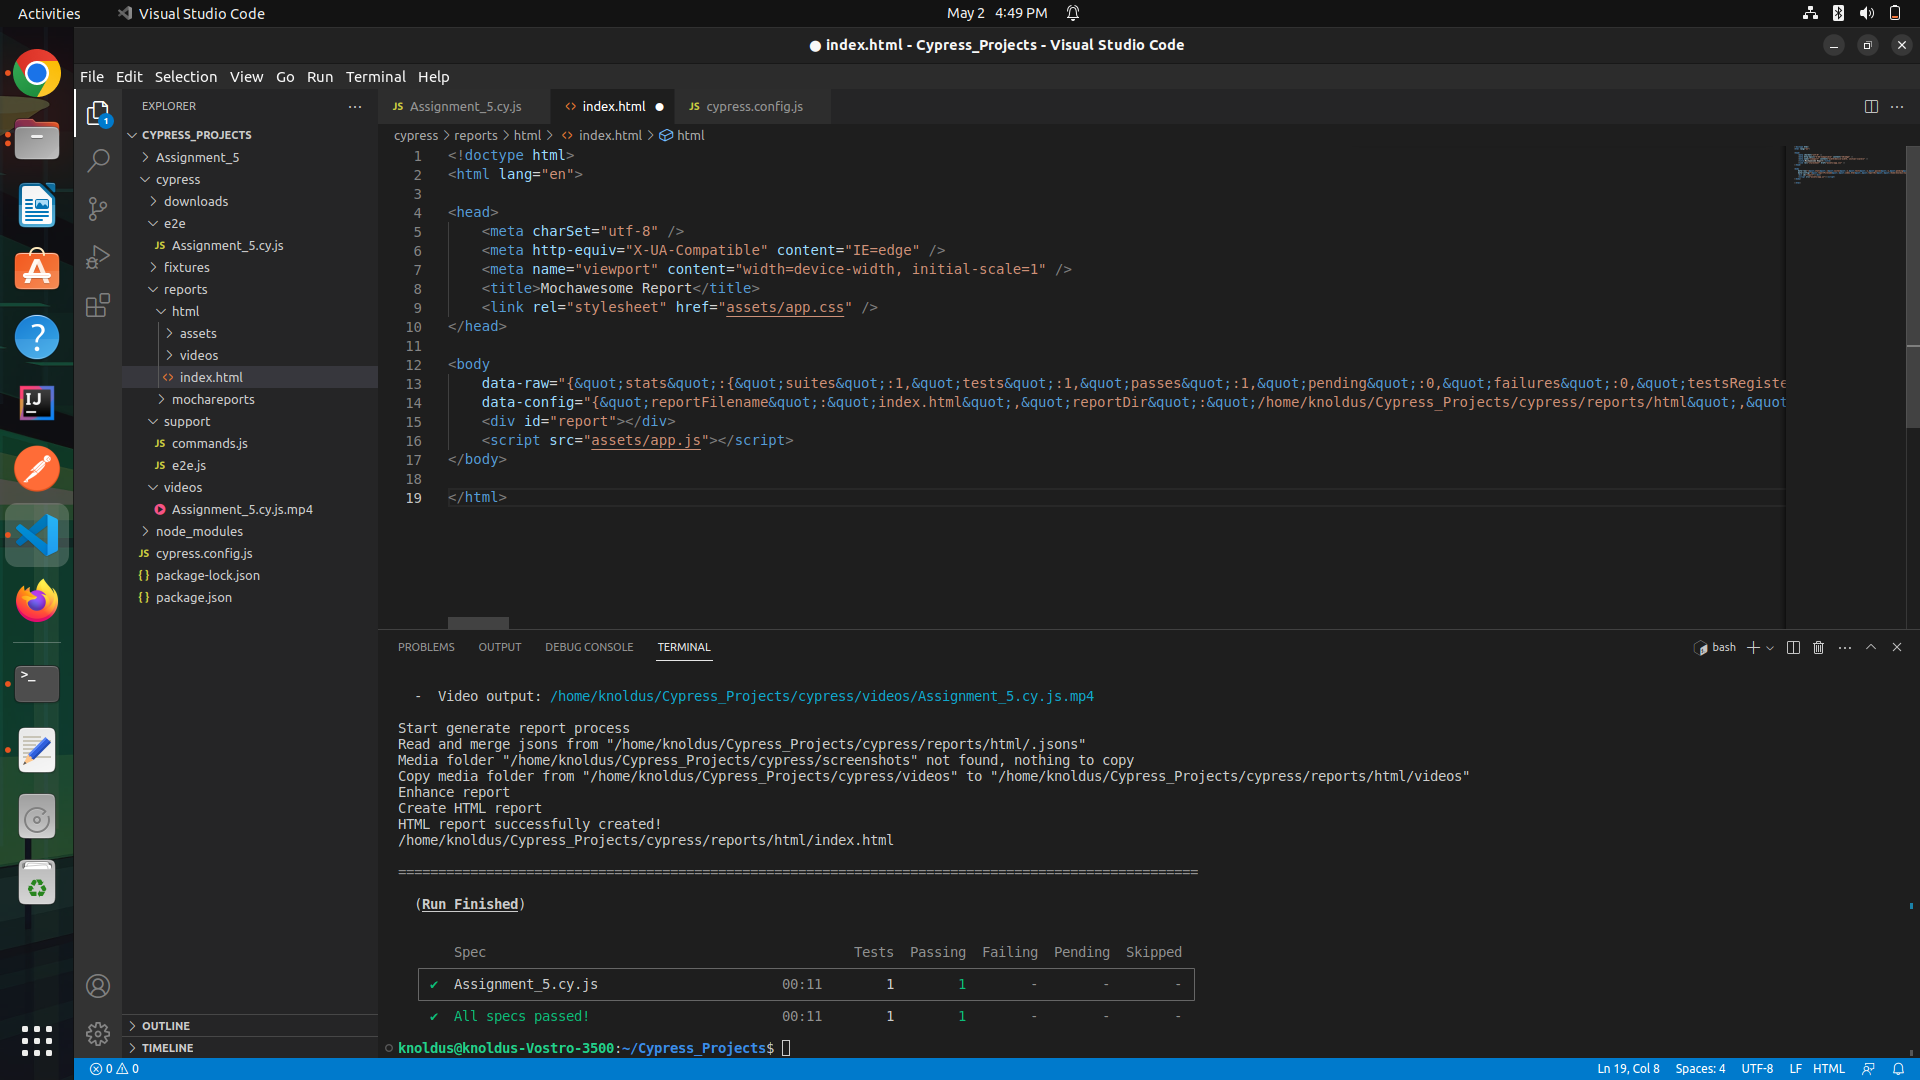 Activities
Visual Studio Code
May 2 4:49 PM
● index.html - Cypress_Projects - Visual Studio Code
File Edit Selection View Go Run Terminal Help
EXPLORER
CYPRESS_PROJECTS
Assignment_5
cypress
downloads
e2e
JS Assignment_5.cy.js
fixtures
reports
html
assets
videos
<> index.html
mochareports
support
JS commands.js
JS e2e.js
videos
Assignment_5.cy.js.mp4
node_modules
JS cypress.config.js
{} package-lock.json
{} package.json
OUTLINE
TIMELINE
1
JS Assignment_5.cy.js
<> index.html ●
JS cypress.config.js
cypress > reports > html > <> index.html > html
1 <!doctype html>
2 <html lang="en">
3
4 <head>
5 <meta charSet="utf-8" />
6 <meta http-equiv="X-UA-Compatible" content="IE=edge" />
7 <meta name="viewport" content="width=device-width, initial-scale=1" />
8 <title>Mochawesome Report</title>
9 <link rel="stylesheet" href="assets/app.css" />
10 </head>
11
12 <body
13 data-raw="{&quot;stats&quot;:{&quot;suites&quot;:1,&quot;tests&quot;:1,&quot;passes&quot;:1,&quot;pending&quot;:0,&quot;failures&quot;:0,&quot;testsRegiste
14 data-config="{&quot;reportFilename&quot;:&quot;index.html&quot;,&quot;reportDir&quot;:&quot;/home/knoldus/Cypress_Projects/cypress/reports/html&quot;,&quo
15 <div id="report"></div>
16 <script src="assets/app.js"></script>
17 </body>
18
19 </html>
PROBLEMS OUTPUT DEBUG CONSOLE TERMINAL
bash
- Video output: /home/knoldus/Cypress_Projects/cypress/videos/Assignment_5.cy.js.mp4
Start generate report process
Read and merge jsons from "/home/knoldus/Cypress_Projects/cypress/reports/html/.jsons"
Media folder "/home/knoldus/Cypress_Projects/cypress/screenshots" not found, nothing to copy
Copy media folder from "/home/knoldus/Cypress_Projects/cypress/videos" to "/home/knoldus/Cypress_Projects/cypress/reports/html/videos"
Enhance report
Create HTML report
HTML report successfully created!
/home/knoldus/Cypress_Projects/cypress/reports/html/index.html
====================================================================================================
(Run Finished)
Spec Tests Passing Failing Pending Skipped
✔ Assignment_5.cy.js 00:11 1 1 - - -
✔ All specs passed! 00:11 1 1 - - -
knoldus@knoldus-Vostro-3500:~/Cypress_Projects$
0 0
Ln 19, Col 8 Spaces: 4 UTF-8 LF HTML